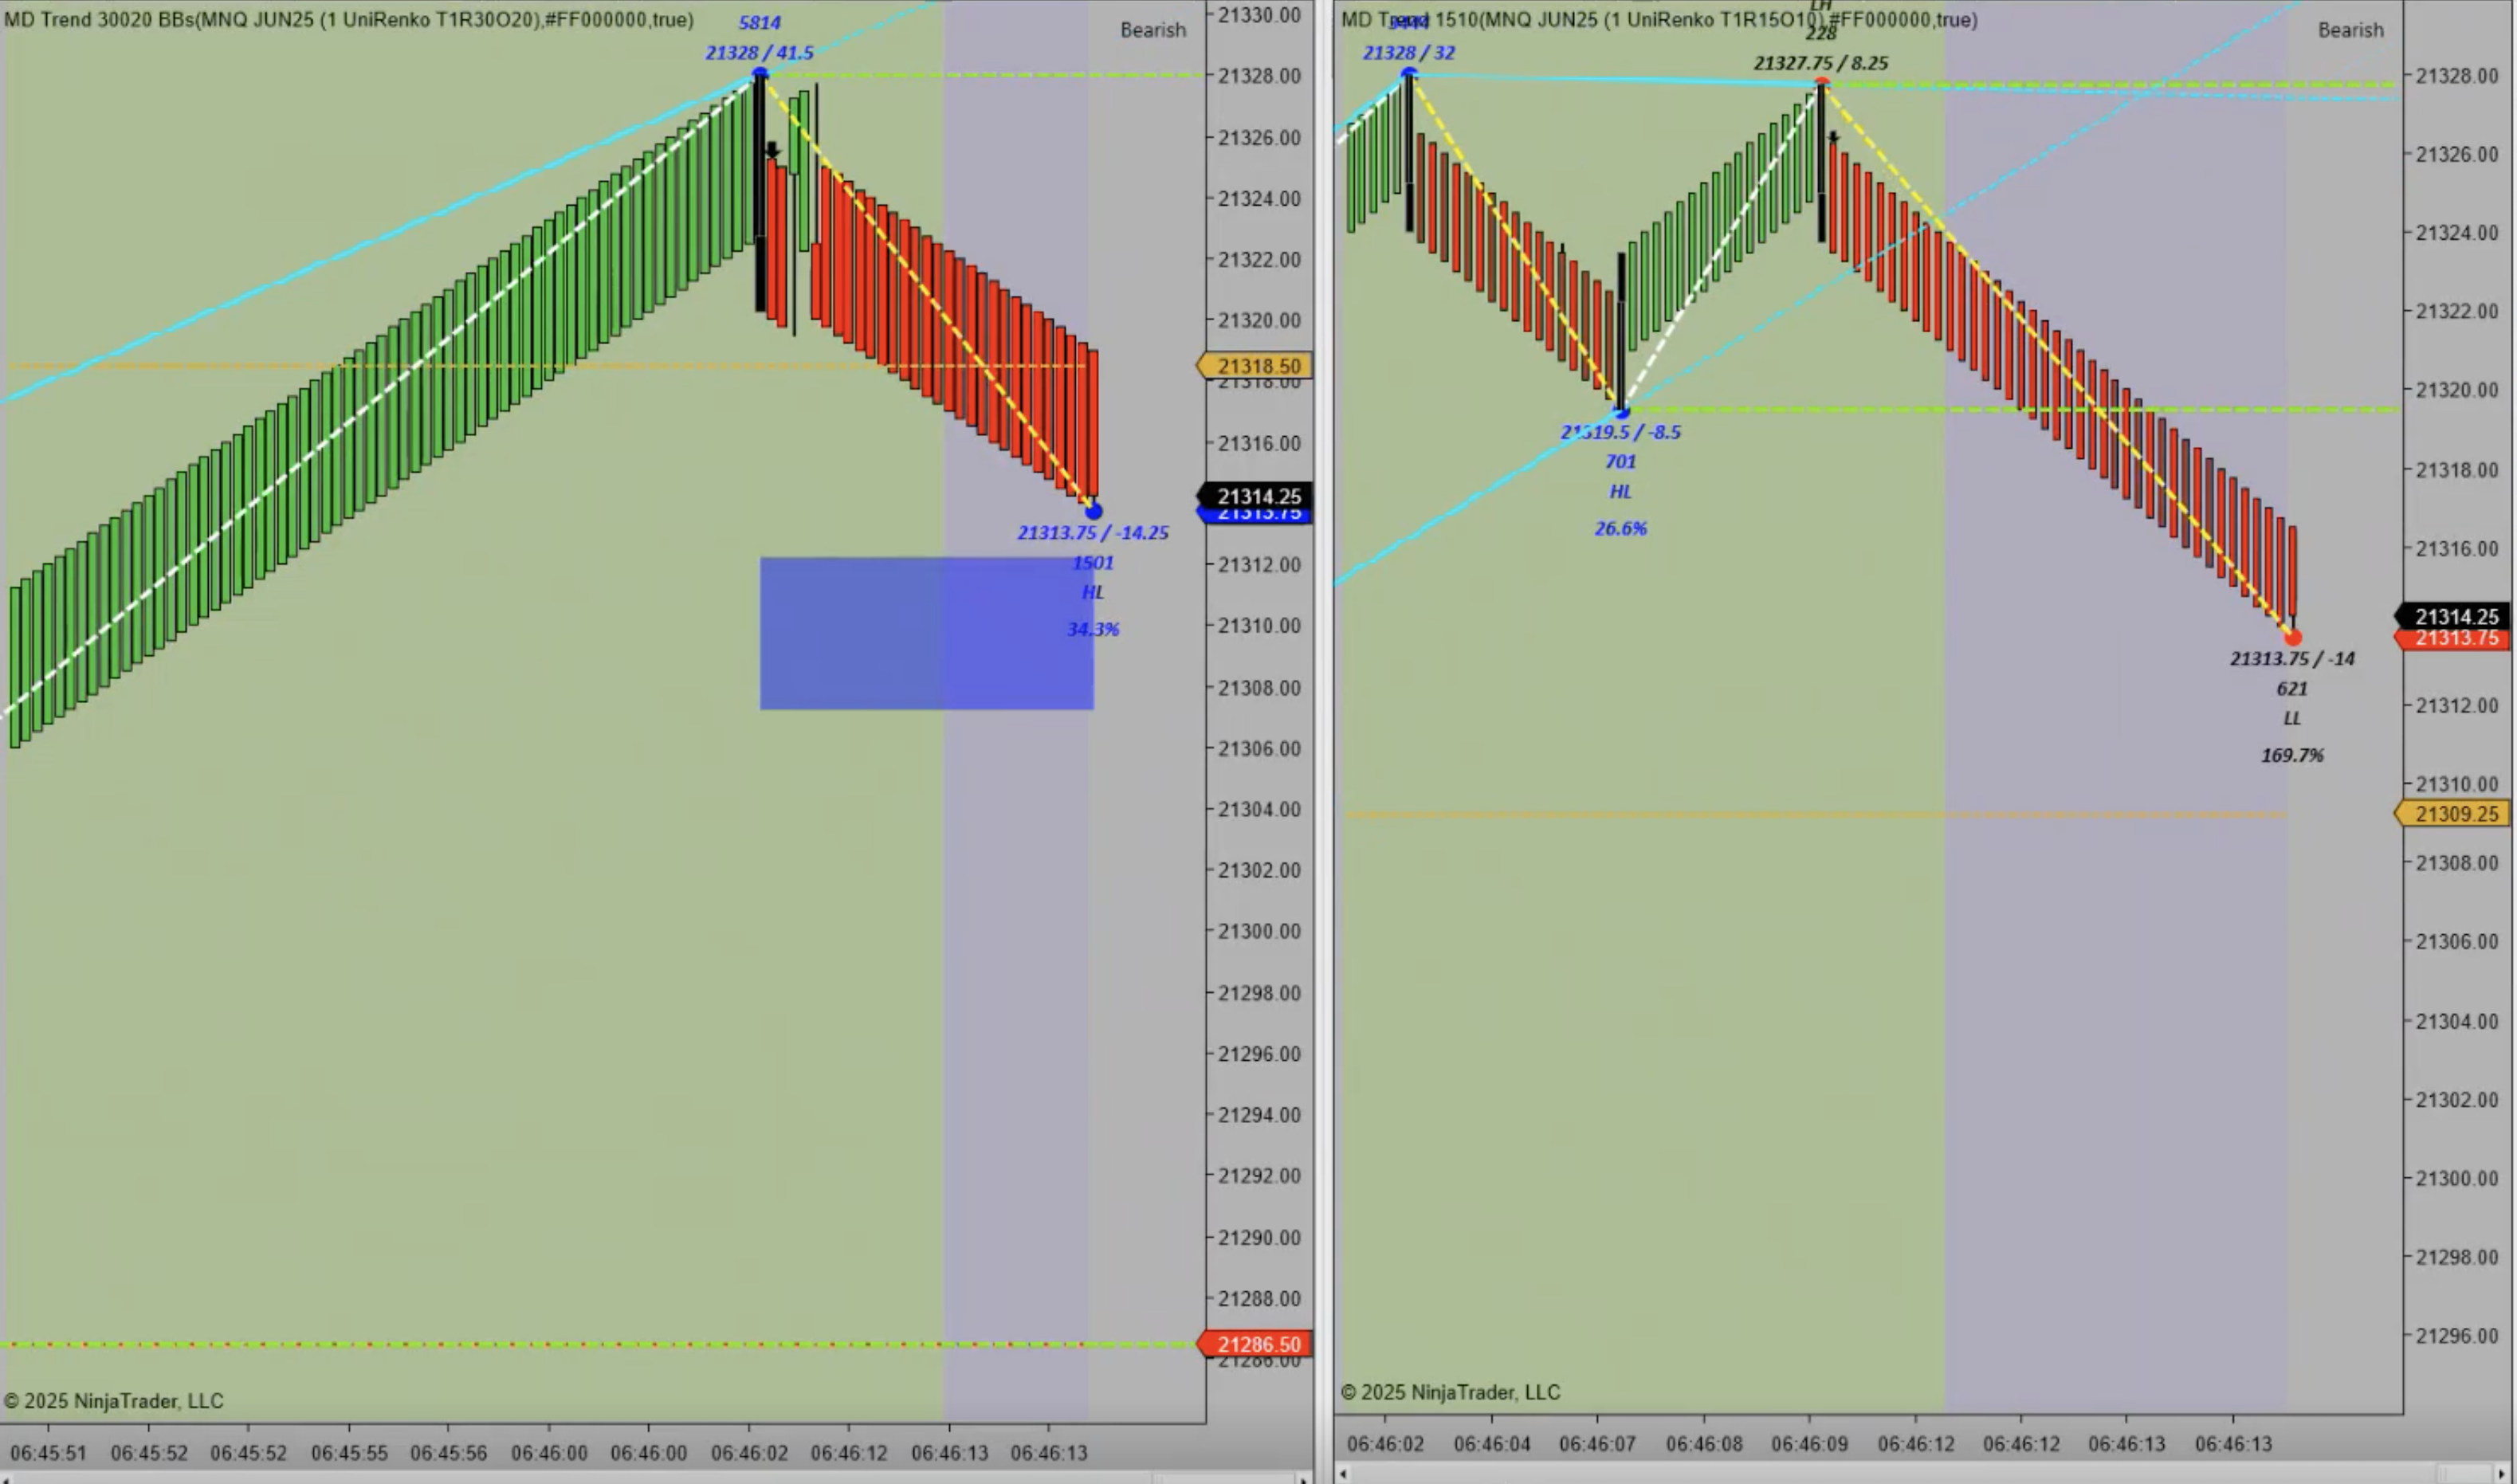 MD Trend 30020 BBs(MNQ JUN25 (1 UniRenko T1R30O20),#FF000000,true)
Bearish
5814
21328 / 41.5
21313.75 / -14.25
1501
HL
34.3%
21330.00
21328.00
21326.00
21324.00
21322.00
21320.00
21318.50
21318.00
21316.00
21314.25
21313.75
21312.00
21310.00
21308.00
21306.00
21304.00
21302.00
21300.00
21298.00
21296.00
21294.00
21292.00
21290.00
21288.00
21286.50
21286.00
© 2025 NinjaTrader, LLC
06:45:51 06:45:52 06:45:52 06:45:55 06:45:56 06:46:00 06:46:00 06:46:02 06:46:12 06:46:13 06:46:13
MD Trend 1510(MNQ JUN25 (1 UniRenko T1R15O10),#FF000000,true)
Bearish
21328 / 32
LH
228
21327.75 / 8.25
21319.5 / -8.5
701
HL
26.6%
21313.75 / -14
621
LL
169.7%
21328.00
21326.00
21324.00
21322.00
21320.00
21318.00
21316.00
21314.25
21313.75
21312.00
21310.00
21309.25
21308.00
21306.00
21304.00
21302.00
21300.00
21298.00
21296.00
© 2025 NinjaTrader, LLC
06:46:02 06:46:04 06:46:07 06:46:08 06:46:09 06:46:12 06:46:12 06:46:13 06:46:13